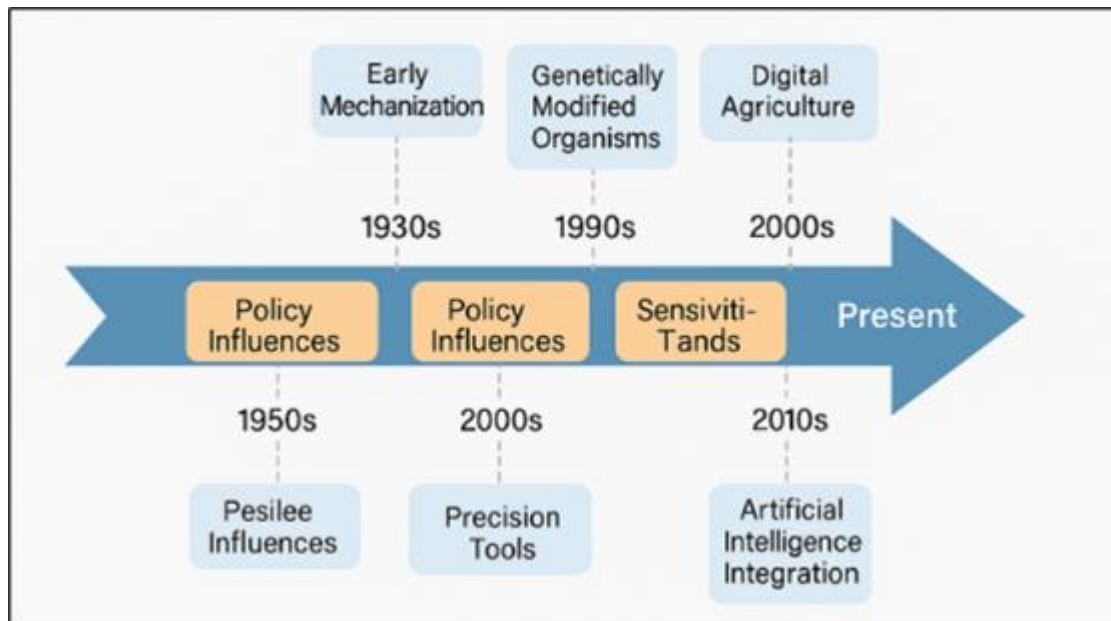 Early
Mechanization
Genetically
Modified
Organisms
Digital
Agriculture
1930s
1990s
2000s
Policy
Influences
Policy
Influences
Sensiviti-
Tands
Present
1950s
2000s
2010s
Pesilee
Influences
Precision
Tools
Artificial
Intelligence
Integration